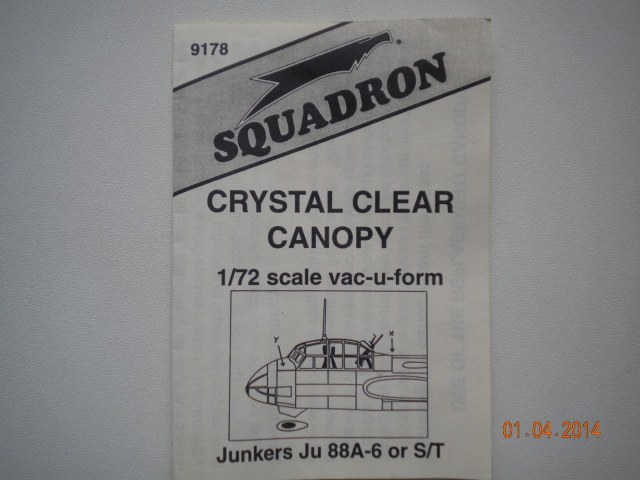 9178
SQUADRON
CRYSTAL CLEAR
CANOPY
1/72 scale vac-u-form
Y
X
Junkers Ju 88A-6 or S/T
01.04.2014